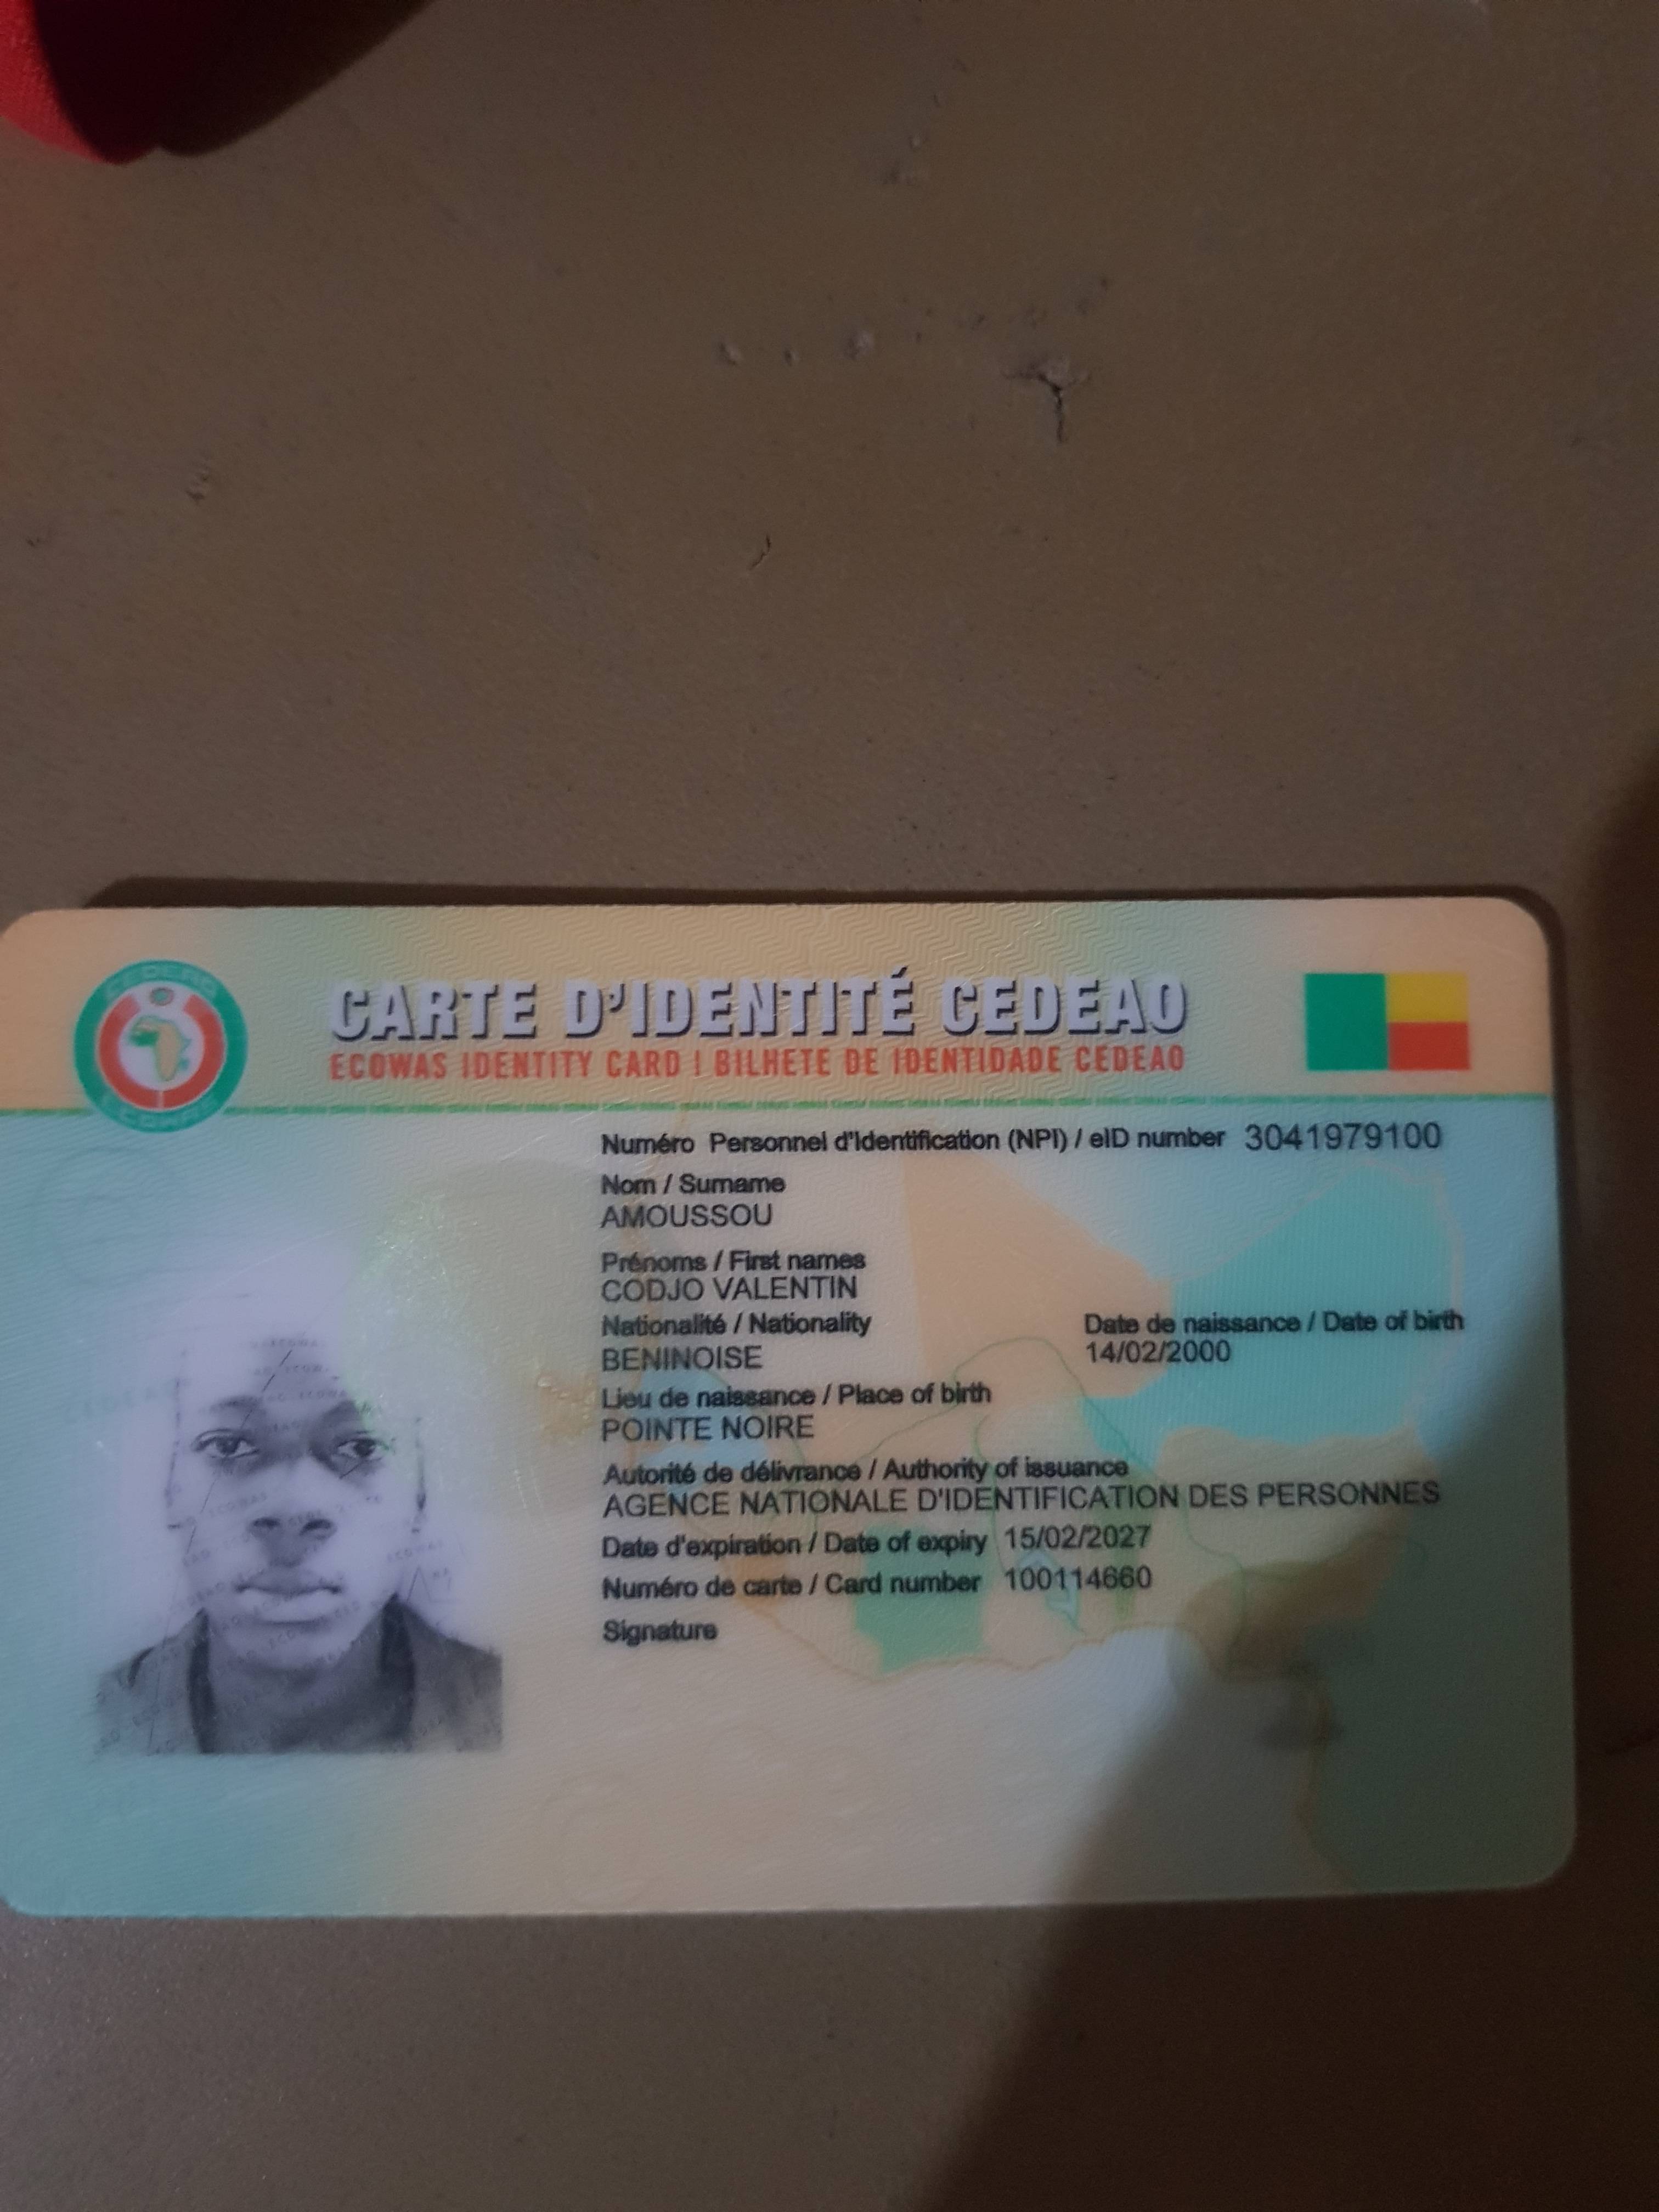 CEDEAO
ECOWAS
CARTE D'IDENTITÉ CEDEAO
ECOWAS IDENTITY CARD | BILHETE DE IDENTIDADE CEDEAO
Numéro Personnel d'Identification (NPI) / eID number 3041979100
Nom / Surname
AMOUSSOU
Prénoms / First names
CODJO VALENTIN
Nationalité / Nationality Date de naissance / Date of birth
BENINOISE 14/02/2000
Lieu de naissance / Place of birth
POINTE NOIRE
Autorité de délivrance / Authority of issuance
AGENCE NATIONALE D'IDENTIFICATION DES PERSONNES
Date d'expiration / Date of expiry 15/02/2027
Numéro de carte / Card number 100114660
Signature